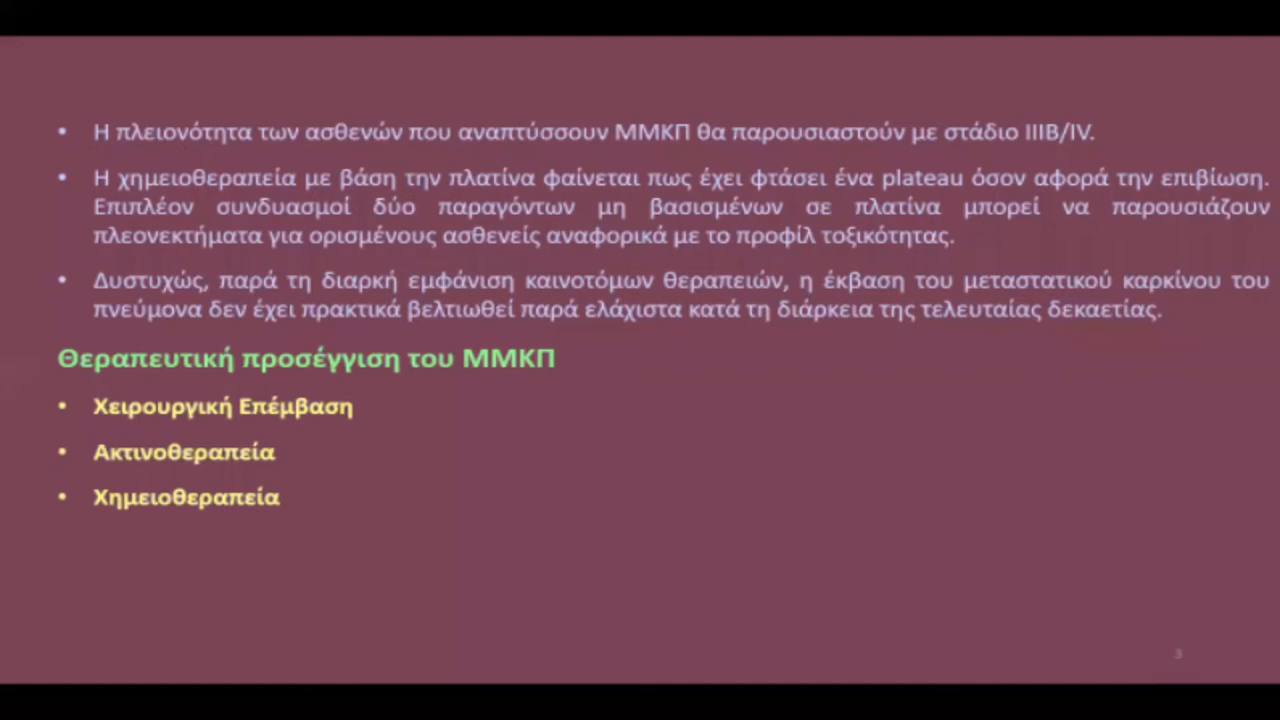 • Η πλειονότητα των ασθενών που αναπτύσσουν ΜΜΚΠ θα παρουσιαστούν με στάδιο IIIB/IV.
• Η χημειοθεραπεία με βάση την πλατίνα φαίνεται πως έχει φτάσει ένα plateau όσον αφορά την επιβίωση.
Επιπλέον συνδυασμοί δύο παραγόντων μη βασισμένων σε πλατίνα μπορεί να παρουσιάζουν
πλεονεκτήματα για ορισμένους ασθενείς αναφορικά με το προφίλ τοξικότητας.
• Δυστυχώς, παρά τη διαρκή εμφάνιση καινοτόμων θεραπειών, η έκβαση του μεταστατικού καρκίνου του
πνεύμονα δεν έχει πρακτικά βελτιωθεί παρά ελάχιστα κατά τη διάρκεια της τελευταίας δεκαετίας.
Θεραπευτική προσέγγιση του ΜΜΚΠ
• Χειρουργική Επέμβαση
• Ακτινοθεραπεία
• Χημειοθεραπεία
3